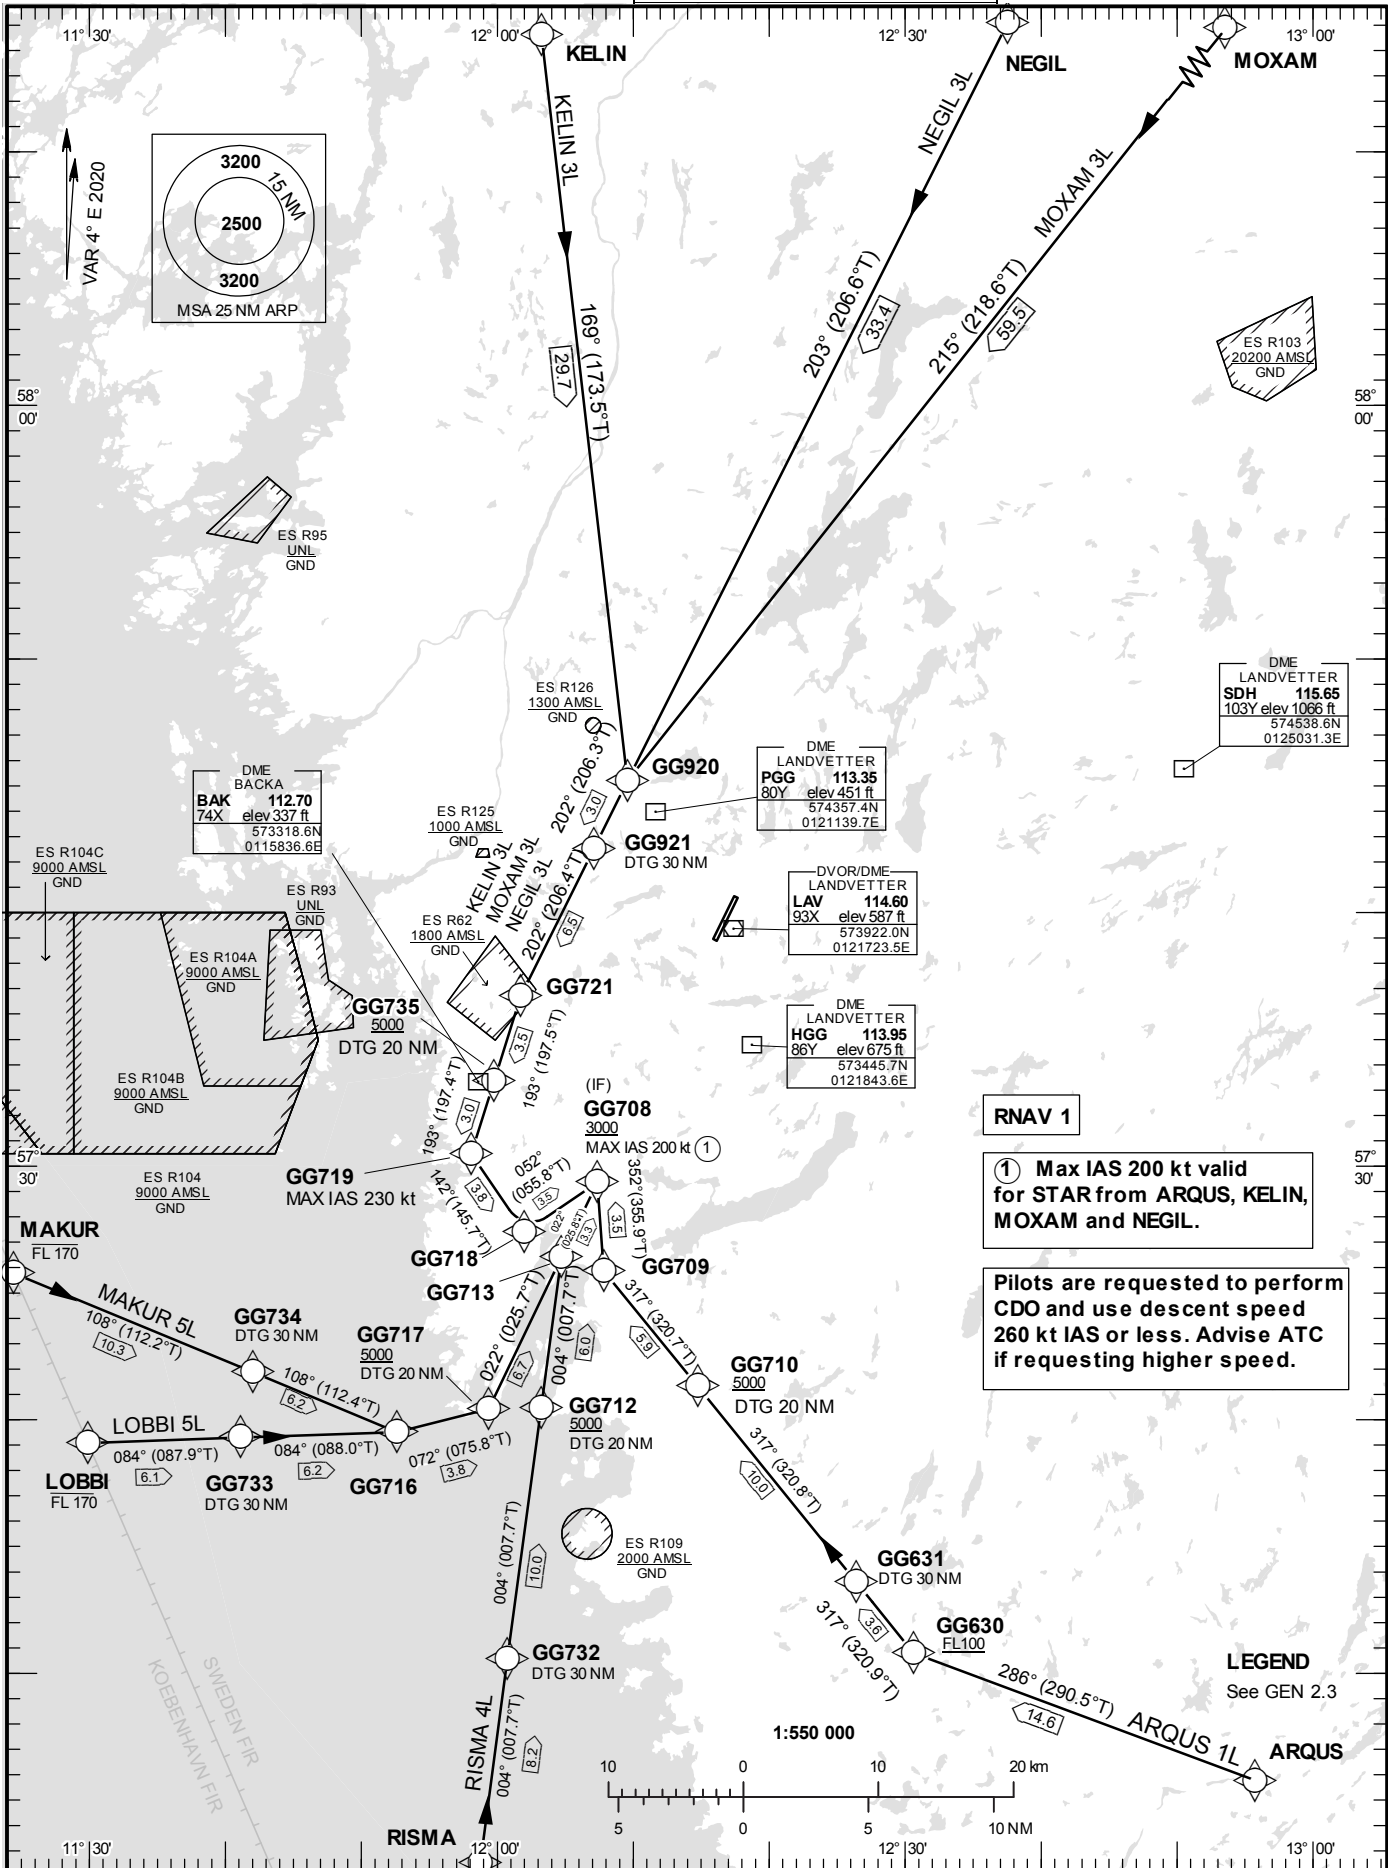 11° 30'
12° 00'
12° 30'
13° 00'
KELIN
NEGIL
MOXAM
VAR 4° E 2020
3200
15 NM
2500
3200
MSA 25 NM ARP
KELIN 3L
NEGIL 3L
MOXAM 3L
169° (173.5°T)
29.7
203° (206.6°T)
33.4
215° (218.6°T)
59.5
ES R103
20200 AMSL
GND
58°
00'
58°
00'
ES R95
UNL
GND
ES R126
1300 AMSL
GND
DME
LANDVETTER
SDH 115.65
103Y elev 1066 ft
574538.6N
0125031.3E
GG920
DME
LANDVETTER
PGG 113.35
80Y elev 451 ft
574357.4N
0121139.7E
DME
BACKA
BAK 112.70
74X elev 337 ft
573318.6N
0115836.6E
202° (206.3°T)
3.0
ES R125
1000 AMSL
GND
GG921
DTG 30 NM
KELIN 3L
MOXAM 3L
NEGIL 3L
202° (206.4°T)
6.5
ES R104C
9000 AMSL
GND
ES R93
UNL
GND
DVOR/DME
LANDVETTER
LAV 114.60
93X elev 587 ft
573922.0N
0121723.5E
ES R62
1800 AMSL
GND
ES R104A
9000 AMSL
GND
GG721
GG735
5000
DTG 20 NM
3.5
193° (197.5°T)
DME
LANDVETTER
HGG 113.95
86Y elev 675 ft
573445.7N
0121843.6E
ES R104B
9000 AMSL
GND
193° (197.4°T)
3.0
(IF)
GG708
3000
MAX IAS 200 kt 1
RNAV 1
57°
30'
57°
30'
ES R104
9000 AMSL
GND
GG719
MAX IAS 230 kt
3.8
142° (145.7°T)
052°
(055.8°T)
3.5
1 Max IAS 200 kt valid
for STAR from ARQUS, KELIN,
MOXAM and NEGIL.
022°
(025.8°T)
3.3
352° (355.9°T)
3.5
MAKUR
FL 170
GG718
GG713
GG709
Pilots are requested to perform
CDO and use descent speed
260 kt IAS or less. Advise ATC
if requesting higher speed.
MAKUR 5L
108° (112.2°T)
10.3
GG734
DTG 30 NM
108° (112.4°T)
6.2
GG717
5000
DTG 20 NM
022° (025.7°T)
6.7
004° (007.7°T)
6.0
317° (320.7°T)
5.9
GG710
5000
DTG 20 NM
GG712
5000
DTG 20 NM
LOBBI 5L
084° (087.9°T)
6.1
084° (088.0°T)
6.2
072° (075.8°T)
3.8
LOBBI
FL 170
GG733
DTG 30 NM
GG716
317° (320.8°T)
10.0
004° (007.7°T)
10.0
ES R109
2000 AMSL
GND
GG631
DTG 30 NM
3.6
317° (320.9°T)
GG630
FL100
GG732
DTG 30 NM
286° (290.5°T)
14.6
ARQUS 1L
ARQUS
LEGEND
See GEN 2.3
SWEDEN FIR
KOEBENHAVN FIR
RISMA 4L
004° (007.7°T)
8.2
1:550 000
10 0 10 20 km
5 0 5 10 NM
RISMA
11° 30'
12° 00'
12° 30'
13° 00'